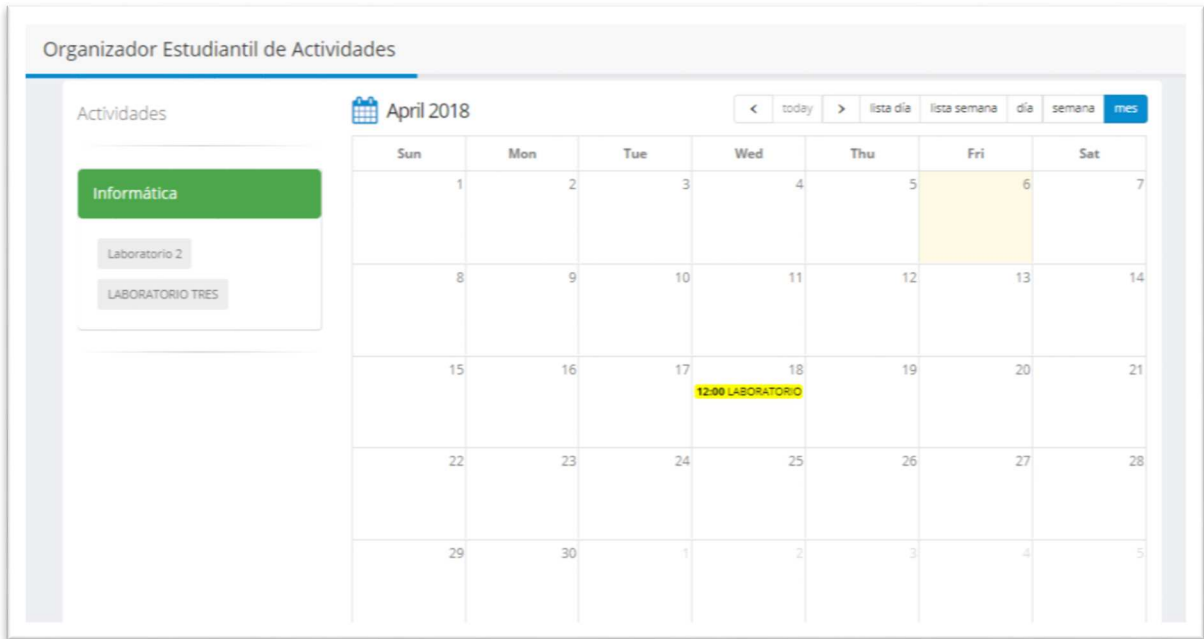 Organizador Estudiantil de Actividades
Actividades
Informática
Laboratorio 2
LABORATORIO TRES
April 2018
< today > lista día lista semana día semana mes
Sun Mon Tue Wed Thu Fri Sat
1 2 3 4 5 6 7
8 9 10 11 12 13 14
15 16 17 18 19 20 21
12:00 LABORATORIO
22 23 24 25 26 27 28
29 30 1 2 3 4 5